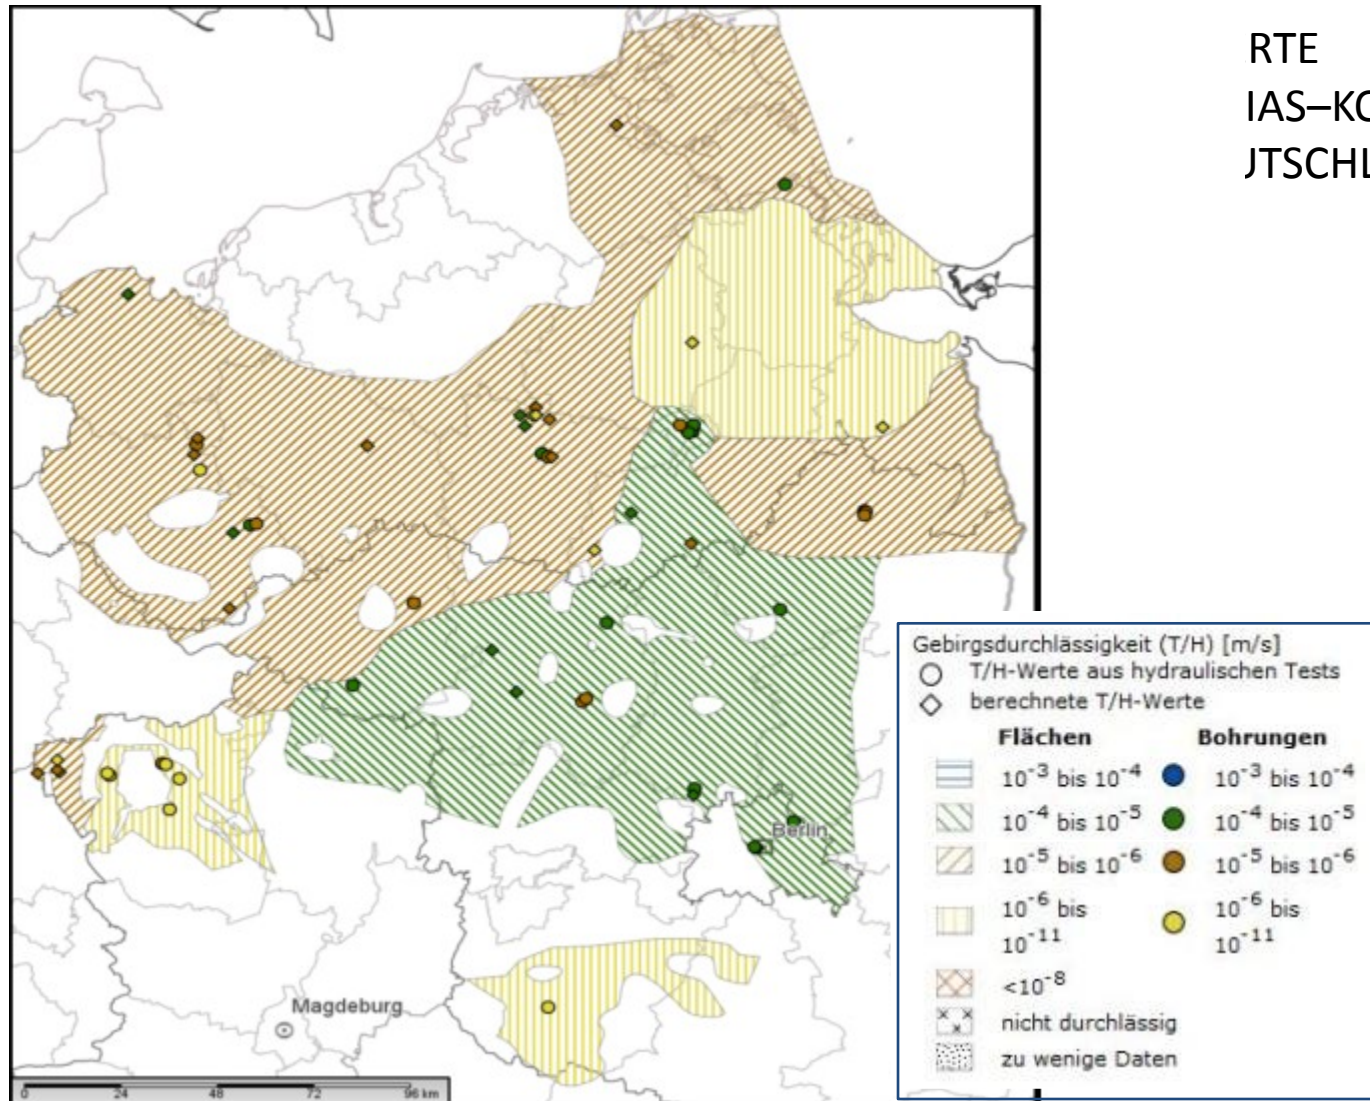 RTE
IAS–KO
UTSCHL
Berlin
Magdeburg
0 24 48 72 96 km
Gebirgsdurchlässigkeit (T/H) [m/s]
T/H-Werte aus hydraulischen Tests
berechnete T/H-Werte
Flächen Bohrungen
10⁻³ bis 10⁻⁴ 10⁻³ bis 10⁻⁴
10⁻⁴ bis 10⁻⁵ 10⁻⁴ bis 10⁻⁵
10⁻⁵ bis 10⁻⁶ 10⁻⁵ bis 10⁻⁶
10⁻⁶ bis 10⁻⁶ bis
10⁻¹¹ 10⁻¹¹
<10⁻⁸
nicht durchlässig
zu wenige Daten